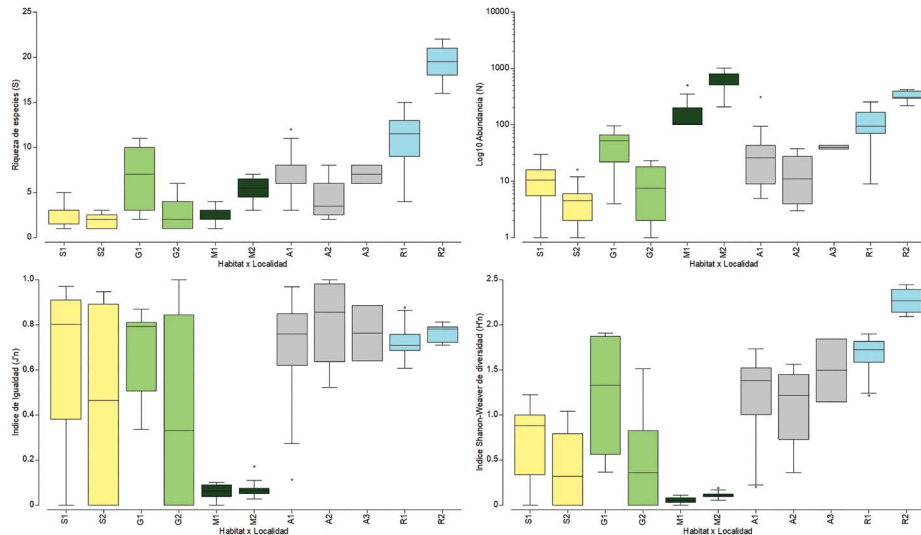 25
20
15
10
5
0
Riqueza de especies (S)
S1 S2 G1 G2 M1 M2 A1 A2 A3 R1 R2
Habitat x Localidad
10000
1000
100
10
1
Log10 Abundancia (N)
S1 S2 G1 G2 M1 M2 A1 A2 A3 R1 R2
Habitat x Localidad
1.0
0.8
0.6
0.4
0.2
0.0
Indice de Igualdad (J'n)
S1 S2 G1 G2 M1 M2 A1 A2 A3 R1 R2
Habitat x Localidad
2.5
2.0
1.5
1.0
0.5
0.0
Indice Shanon-Weaver de diversidad (H'n)
S1 S2 G1 G2 M1 M2 A1 A2 A3 R1 R2
Habitat x Localidad